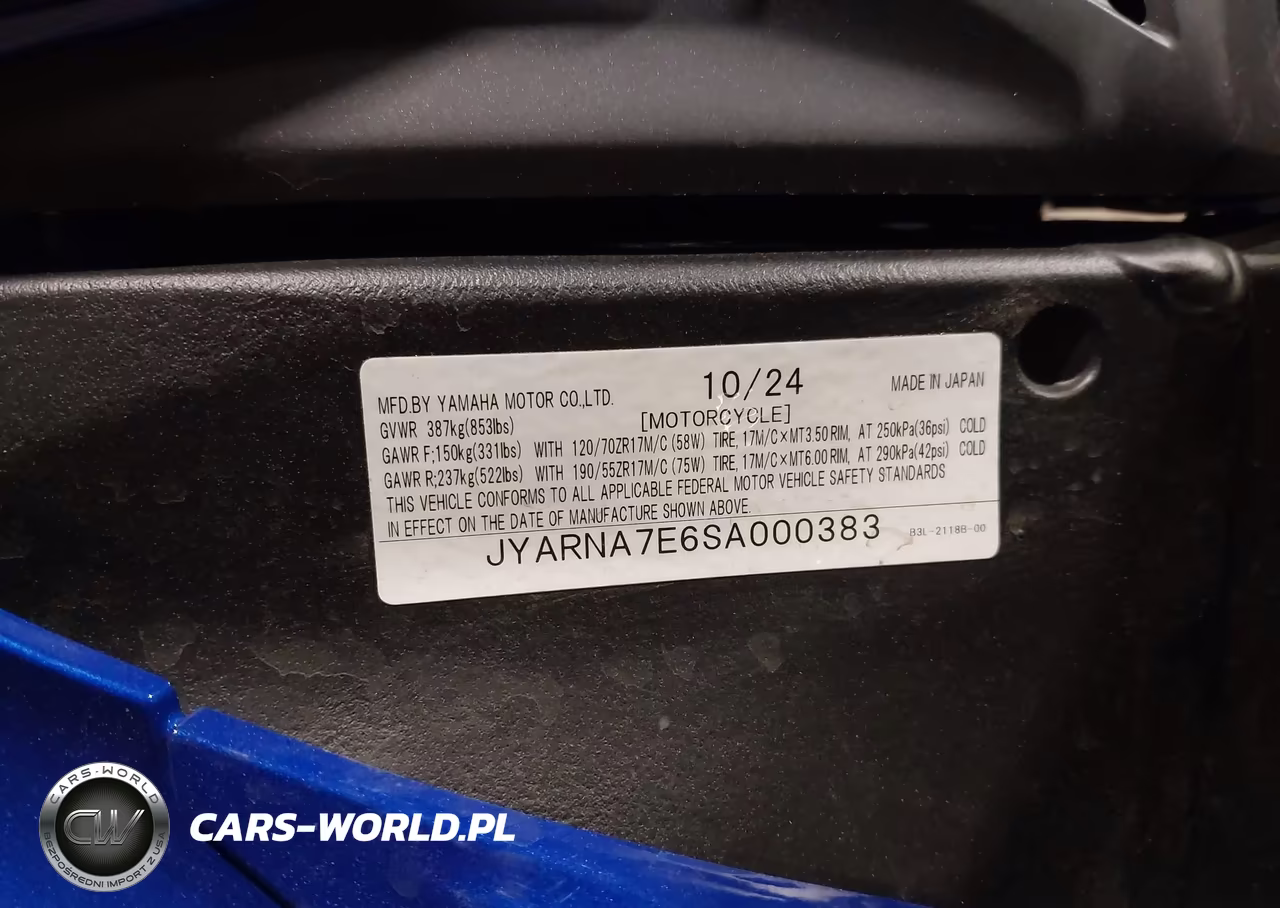 10/24
MFD.BY YAMAHA MOTOR CO.,LTD. MADE IN JAPAN
[MOTORCYCLE]
GVWR 387kg(853lbs)
GAWR F;150kg(331lbs) WITH 120/70ZR17M/C (58W) TIRE, 17M/C×MT3.50 RIM, AT 250kPa(36psi) COLD
GAWR R;237kg(522lbs) WITH 190/55ZR17M/C (75W) TIRE, 17M/C×MT6.00 RIM, AT 290kPa(42psi) COLD
THIS VEHICLE CONFORMS TO ALL APPLICABLE FEDERAL MOTOR VEHICLE SAFETY STANDARDS
IN EFFECT ON THE DATE OF MANUFACTURE SHOWN ABOVE.
JYARNA7E6SA000383 B3L-2118B-00
CARS-WORLD
CW
BEZPOŚREDNI IMPORT Z USA
CARS-WORLD.PL